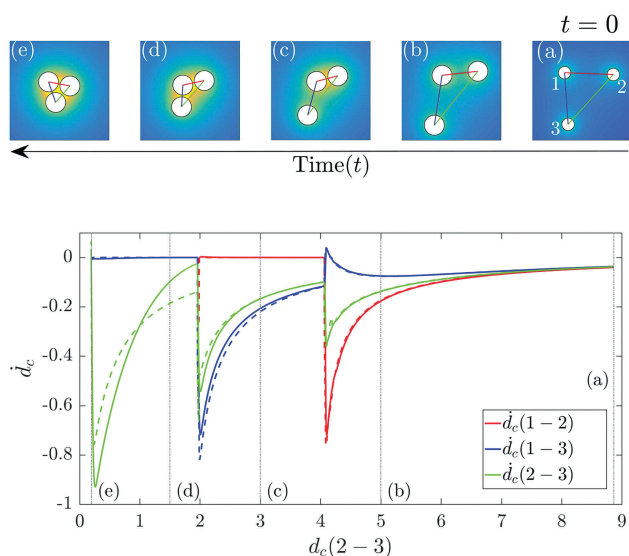 t = 0
(e) (d) (c) (b) (a)
1 2
3
Time(t)
0
-0.2
-0.4
-0.6
-0.8
-1
ḋ_c
(a)
ḋ_c(1 − 2)
ḋ_c(1 − 3)
ḋ_c(2 − 3)
(e) (d) (c) (b)
0 1 2 3 4 5 6 7 8 9
d_c(2 − 3)